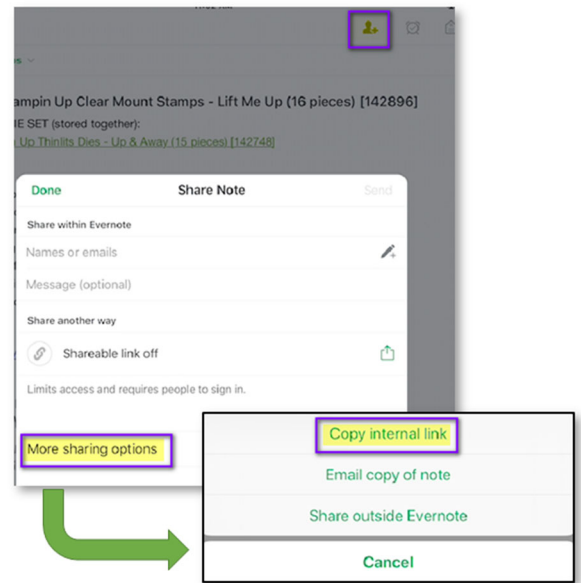 ampin Up Clear Mount Stamps - Lift Me Up (16 pieces) [142896]
IE SET (stored together):
Up Thinlits Dies - Up & Away (15 pieces) [142748]
Done Share Note Send
Share within Evernote
Names or emails
Message (optional)
Share another way
Shareable link off
Limits access and requires people to sign in.
More sharing options
Copy internal link
Email copy of note
Share outside Evernote
Cancel